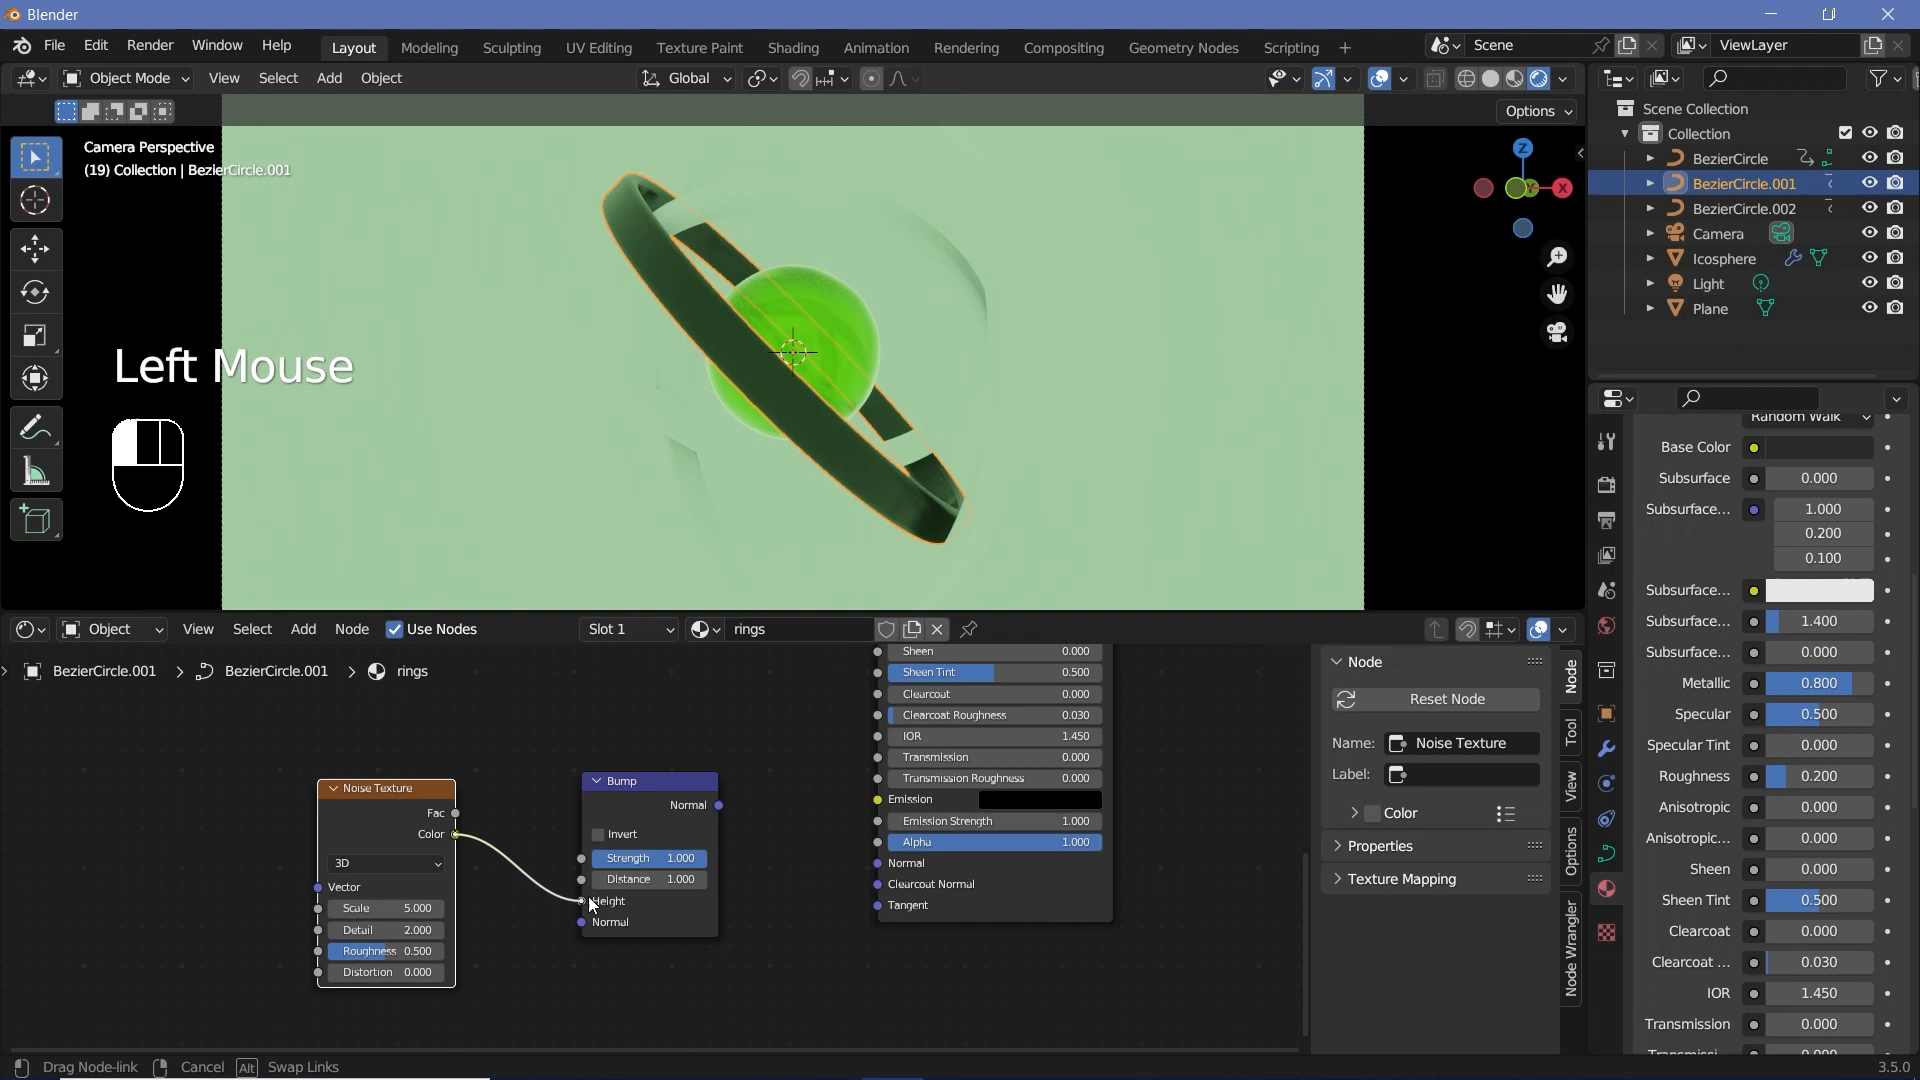 Blender
File Edit Render Window Help Layout Modeling Sculpting UV Editing Texture Paint Shading Animation Rendering Compositing Geometry Nodes Scripting + Scene ViewLayer
Object Mode View Select Add Object Global
Options
Camera Perspective
(19) Collection | BezierCircle.001
Z
X
Left Mouse
Scene Collection
Collection
BezierCircle
BezierCircle.001
BezierCircle.002
Camera
Icosphere
Light
Plane
Random Walk
Base Color
Subsurface 0.000
Subsurface... 1.000
0.200
0.100
Subsurface...
Subsurface... 1.400
Subsurface... 0.000
Metallic 0.800
Specular 0.500
Specular Tint 0.000
Roughness 0.200
Anisotropic 0.000
Anisotropic... 0.000
Sheen 0.000
Sheen Tint 0.500
Clearcoat 0.000
Clearcoat ... 0.030
IOR 1.450
Transmission 0.000
Object View Select Add Node Use Nodes Slot 1 rings
BezierCircle.001 > BezierCircle.001 > rings
Noise Texture
Fac
Color
3D
Vector
Scale 5.000
Detail 2.000
Roughness 0.500
Distortion 0.000
Bump
Normal
Invert
Strength 1.000
Distance 1.000
Height
Normal
Sheen 0.000
Sheen Tint 0.500
Clearcoat 0.000
Clearcoat Roughness 0.030
IOR 1.450
Transmission 0.000
Transmission Roughness 0.000
Emission
Emission Strength 1.000
Alpha 1.000
Normal
Clearcoat Normal
Tangent
Node
Reset Node
Name: Noise Texture
Label:
Color
Properties
Texture Mapping
Node
Tool
View
Options
Node Wrangler
Drag Node-link Cancel Alt Swap Links
3.5.0